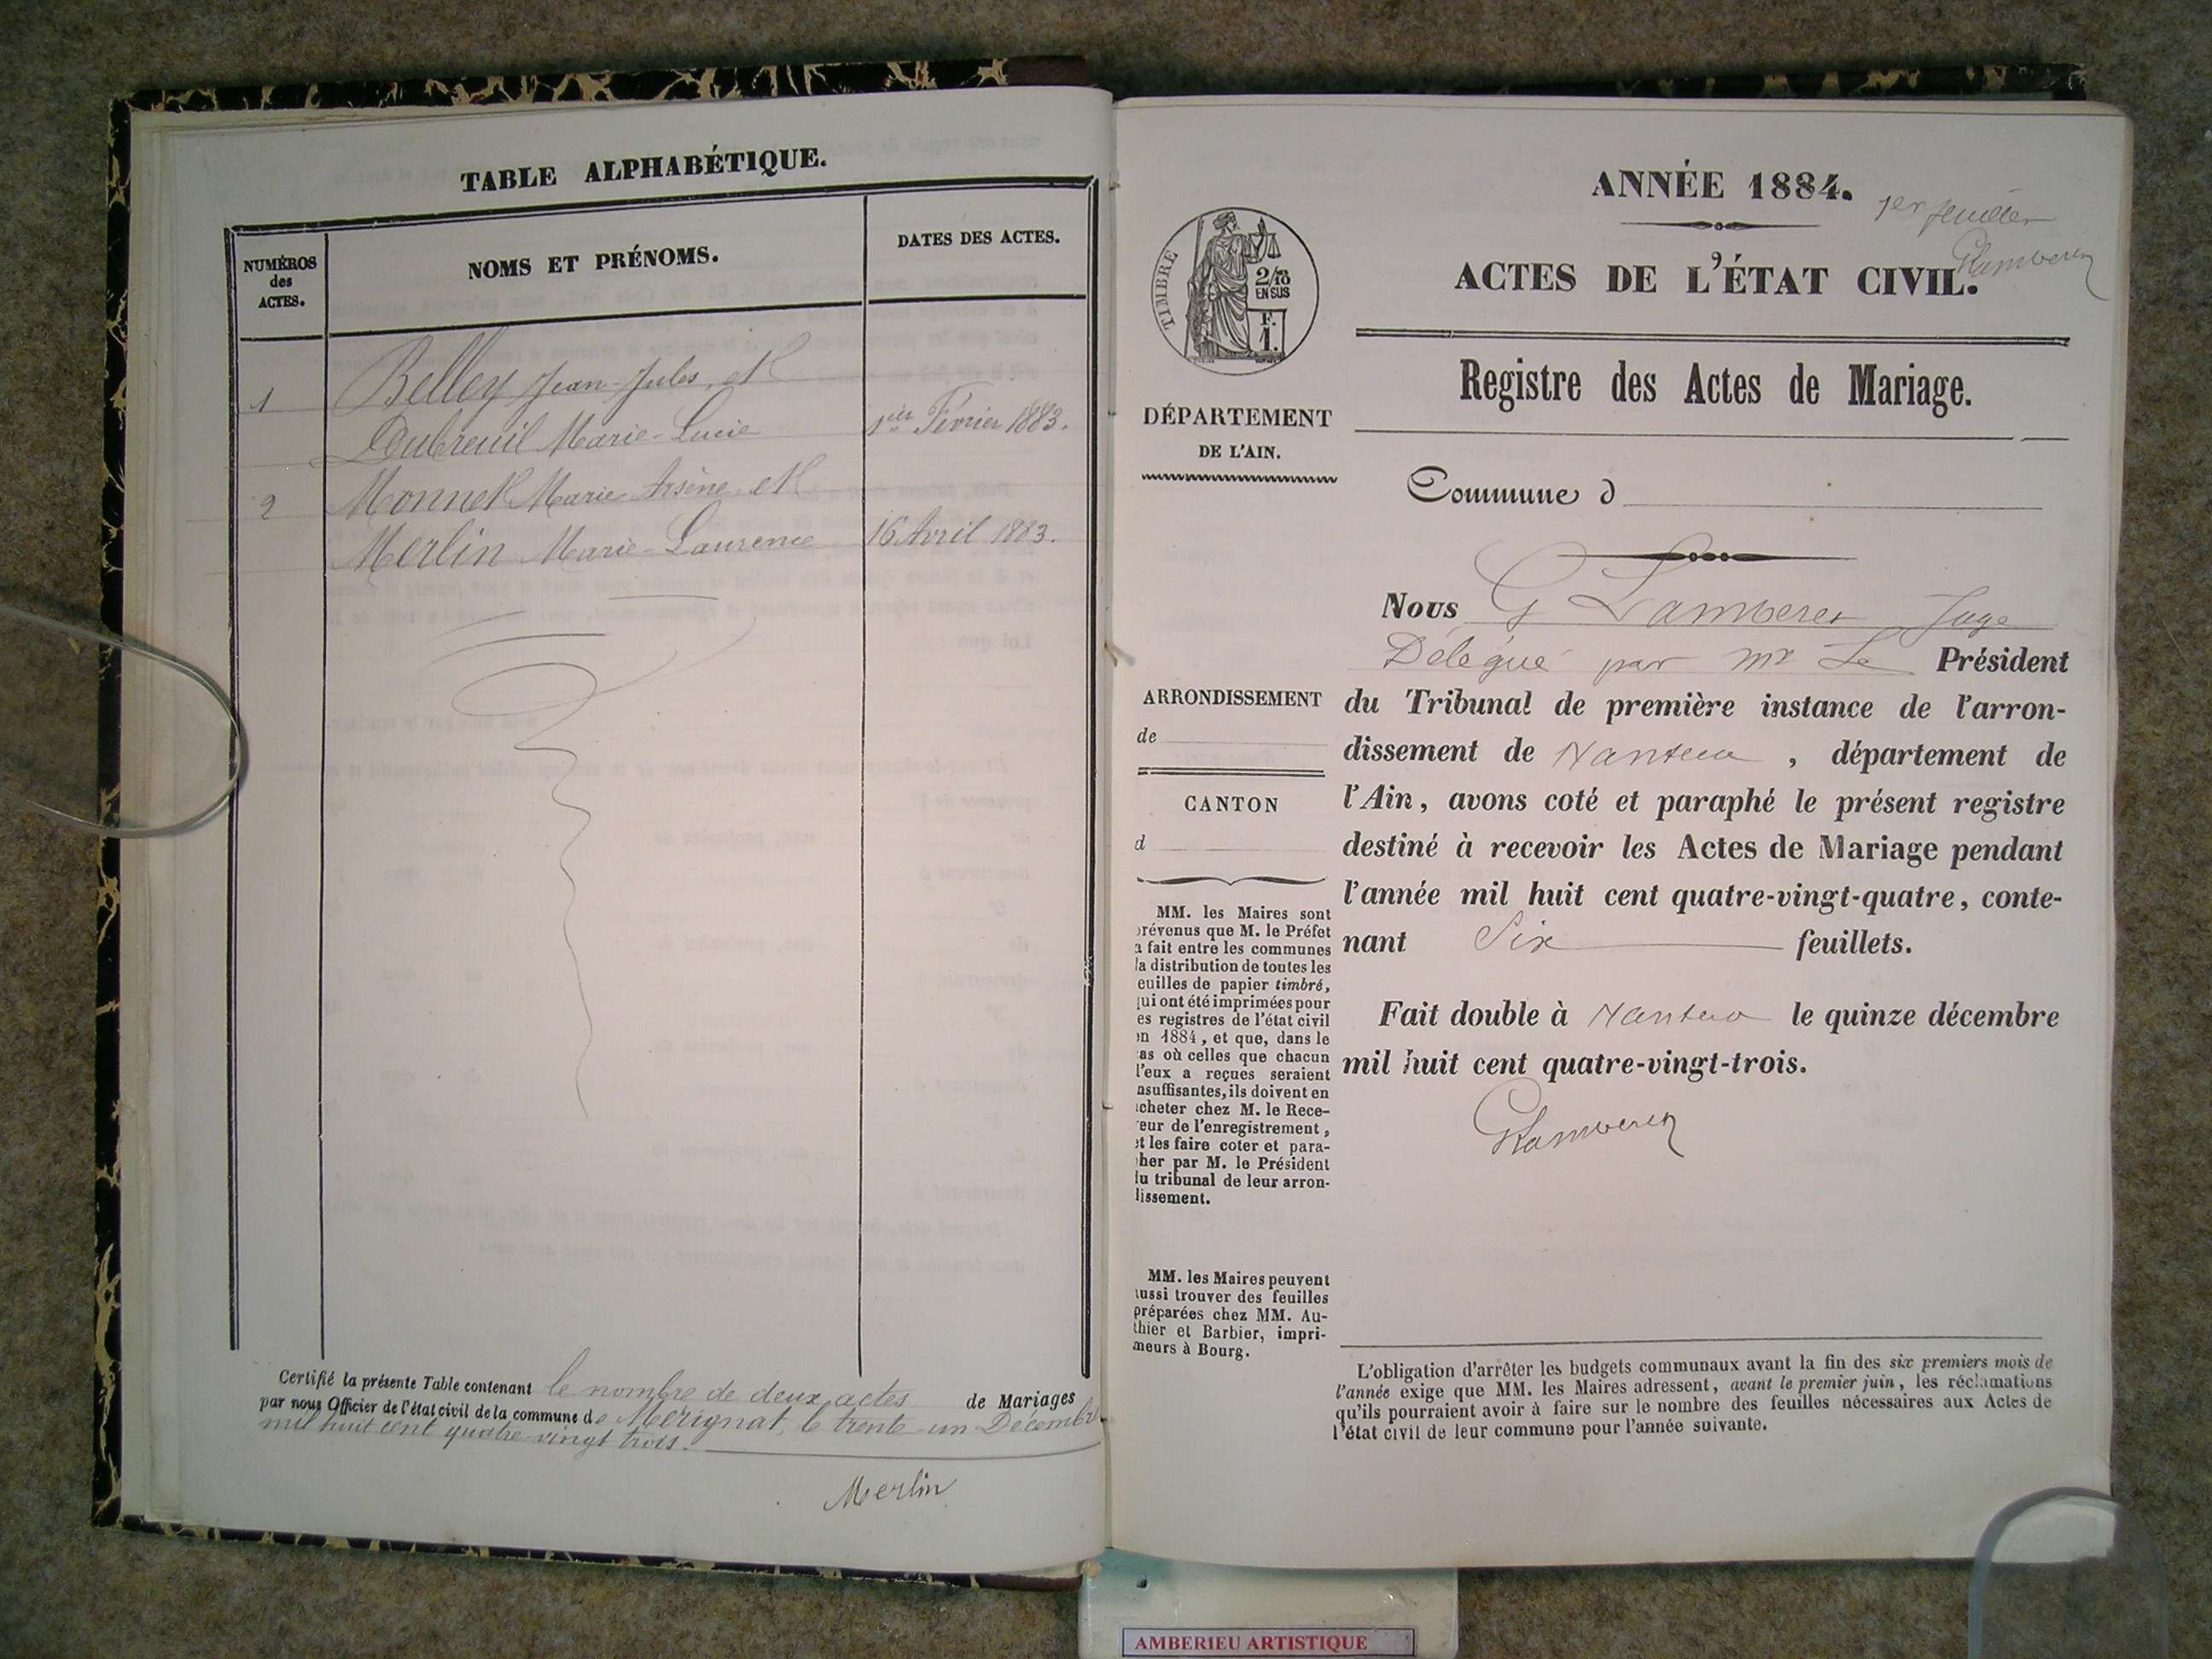 TABLE ALPHABÉTIQUE.
NUMÉROS
des
ACTES.
NOMS ET PRÉNOMS.
DATES DES ACTES.
1
Belley Jean-Jules, et
Dubreuil Marie-Lucie
1ier Février 1883.
2
Monnet Marie Arsène et
Merlin Marie-Laurence
16 Avril 1883.
Certifié la présente Table contenant le nombre de deux actes de Mariages
par nous Officier de l'état civil de la commune de Mérignat, le trente-un Décembre
mil huit cent quatre vingt trois.
Merlin
ANNÉE 1884.
1er feuillet
ACTES DE L'ÉTAT CIVIL.
Registre des Actes de Mariage.
TIMBRE
2/10
EN SUS
F.
1.
DÉPARTEMENT
DE L'AIN.
Commune d
Nous G Juge
Délégué par mr Le Président
du Tribunal de première instance de l'arron-
dissement de Nantua, département de
l'Ain, avons coté et paraphé le présent registre
destiné à recevoir les Actes de Mariage pendant
l'année mil huit cent quatre-vingt-quatre, conte-
nant Six feuillets.
Fait double à Nantua le quinze décembre
mil huit cent quatre-vingt-trois.
ARRONDISSEMENT
de
CANTON
d
MM. les Maires sont
révenus que M. le Préfet
a fait entre les communes
la distribution de toutes les
euilles de papier timbré,
qui ont été imprimées pour
es registres de l'état civil
en 1884, et que, dans le
cas où celles que chacun
l'eux a reçues seraient
nsuffisantes, ils doivent en
acheter chez M. le Rece-
veur de l'enregistrement,
et les faire coter et para-
pher par M. le Président
du tribunal de leur arron-
lissement.
MM. les Maires peuvent
aussi trouver des feuilles
préparées chez MM. Au-
thier et Barbier, impri-
meurs à Bourg.
L'obligation d'arrêter les budgets communaux avant la fin des six premiers mois de
l'année exige que MM. les Maires adressent, avant le premier juin, les réclamations
qu'ils pourraient avoir à faire sur le nombre des feuilles nécessaires aux Actes de
l'état civil de leur commune pour l'année suivante.
AMBERIEU ARTISTIQUE